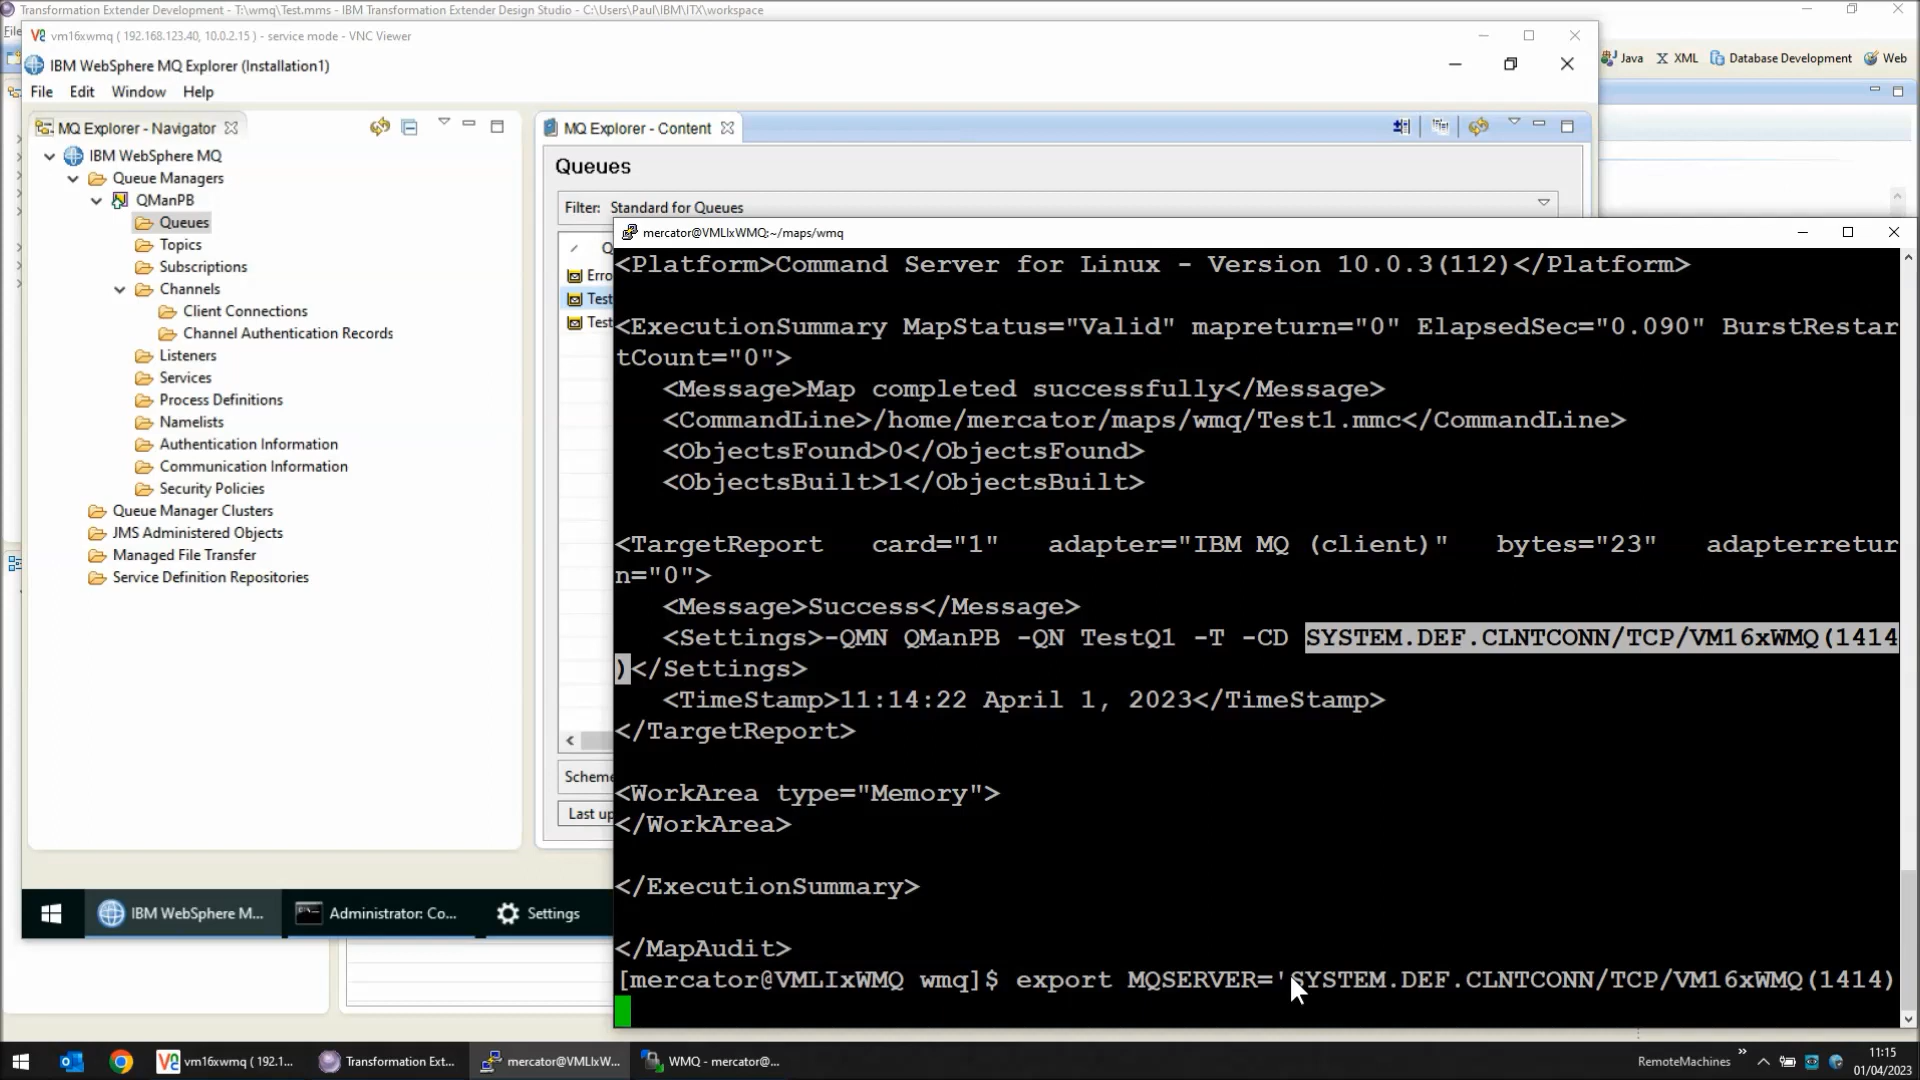 Transformation Extender Development - T:\wmq\Test.mms - IBM Transformation Extender Design Studio - C:\Users\Paul\IBM\ITX\workspace
vm16xwmq ( 192.168.123.40, 10.0.2.15 ) - service mode - VNC Viewer
Java XML Database Development Web
IBM WebSphere MQ Explorer (Installation1)
File Edit Window Help
MQ Explorer - Navigator
IBM WebSphere MQ
Queue Managers
QManPB
Queues
Topics
Subscriptions
Channels
Client Connections
Channel Authentication Records
Listeners
Services
Process Definitions
Namelists
Authentication Information
Communication Information
Security Policies
Queue Manager Clusters
JMS Administered Objects
Managed File Transfer
Service Definition Repositories
MQ Explorer - Content
Queues
Filter: Standard for Queues
Erro
Test
Test
Scheme
Last up
mercator@VMLIxWMQ:~/maps/wmq
<Platform>Command Server for Linux - Version 10.0.3(112)</Platform>
<ExecutionSummary MapStatus="Valid" mapreturn="0" ElapsedSec="0.090" BurstRestar
tCount="0">
<Message>Map completed successfully</Message>
<CommandLine>/home/mercator/maps/wmq/Test1.mmc</CommandLine>
<ObjectsFound>0</ObjectsFound>
<ObjectsBuilt>1</ObjectsBuilt>
<TargetReport card="1" adapter="IBM MQ (client)" bytes="23" adapterretur
n="0">
<Message>Success</Message>
<Settings>-QMN QManPB -QN TestQ1 -T -CD SYSTEM.DEF.CLNTCONN/TCP/VM16xWMQ(1414
)</Settings>
<TimeStamp>11:14:22 April 1, 2023</TimeStamp>
</TargetReport>
<WorkArea type="Memory">
</WorkArea>
</ExecutionSummary>
</MapAudit>
[mercator@VMLIxWMQ wmq]$ export MQSERVER='SYSTEM.DEF.CLNTCONN/TCP/VM16xWMQ(1414)
IBM WebSphere M... Administrator: Co... Settings
vm16xwmq ( 192.1... Transformation Ext... mercator@VMLIxW... WMQ - mercator@... RemoteMachines
11:15
01/04/2023